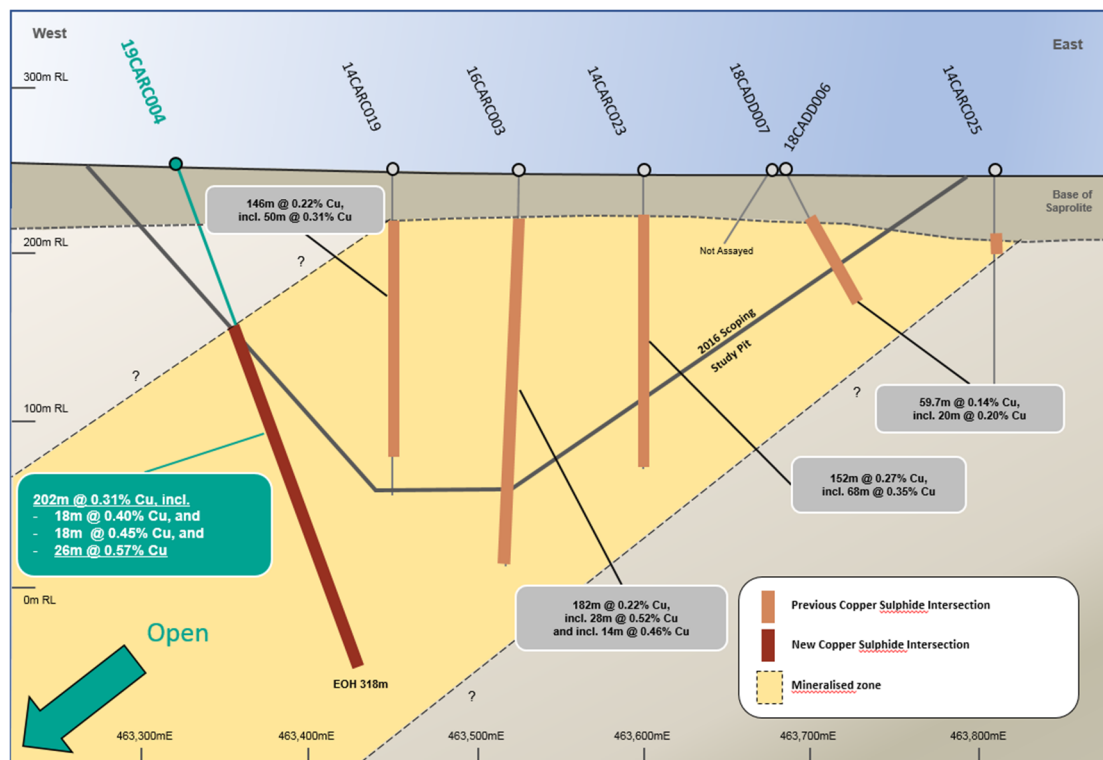 West
East
300m RL
19CARC004
14CARC019
16CARC003
14CARC023
18CADD007
18CADD006
14CARC025
Base of
Saprolite
146m @ 0.22% Cu,
incl. 50m @ 0.31% Cu
200m RL
Not Assayed
?
2016 Scoping
Study Pit
?
?
59.7m @ 0.14% Cu,
incl. 20m @ 0.20% Cu
100m RL
152m @ 0.27% Cu,
incl. 68m @ 0.35% Cu
202m @ 0.31% Cu, incl.
- 18m @ 0.40% Cu, and
- 18m @ 0.45% Cu, and
- 26m @ 0.57% Cu
0m RL
182m @ 0.22% Cu,
incl. 28m @ 0.52% Cu
and incl. 14m @ 0.46% Cu
Previous Copper Sulphide Intersection
New Copper Sulphide Intersection
Mineralised zone
Open
EOH 318m
?
463,300mE
463,400mE
463,500mE
463,600mE
463,700mE
463,800mE